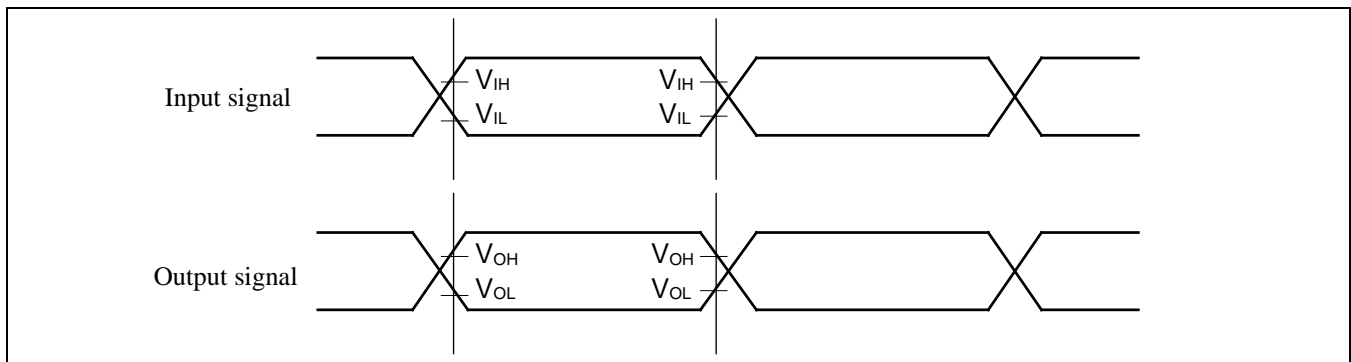 Input signal
VIH
VIH
VIL
VIL
Output signal
VOH
VOH
VOL
VOL